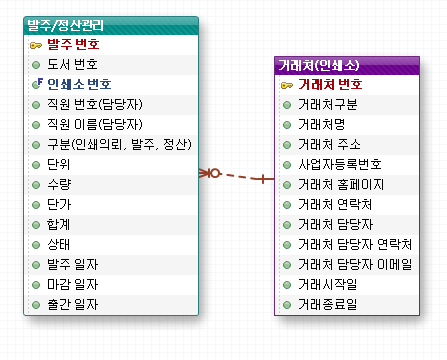 발주/정산관리
발주 번호
도서 번호
인쇄소 번호
직원 번호(담당자)
직원 이름(담당자)
구분(인쇄의뢰, 발주, 정산)
단위
수량
단가
합계
상태
발주 일자
마감 일자
출간 일자
거래처(인쇄소)
거래처 번호
거래처구분
거래처명
거래처 주소
사업자등록번호
거래처 홈페이지
거래처 연락처
거래처 담당자
거래처 담당자 연락처
거래처 담당자 이메일
거래시작일
거래종료일